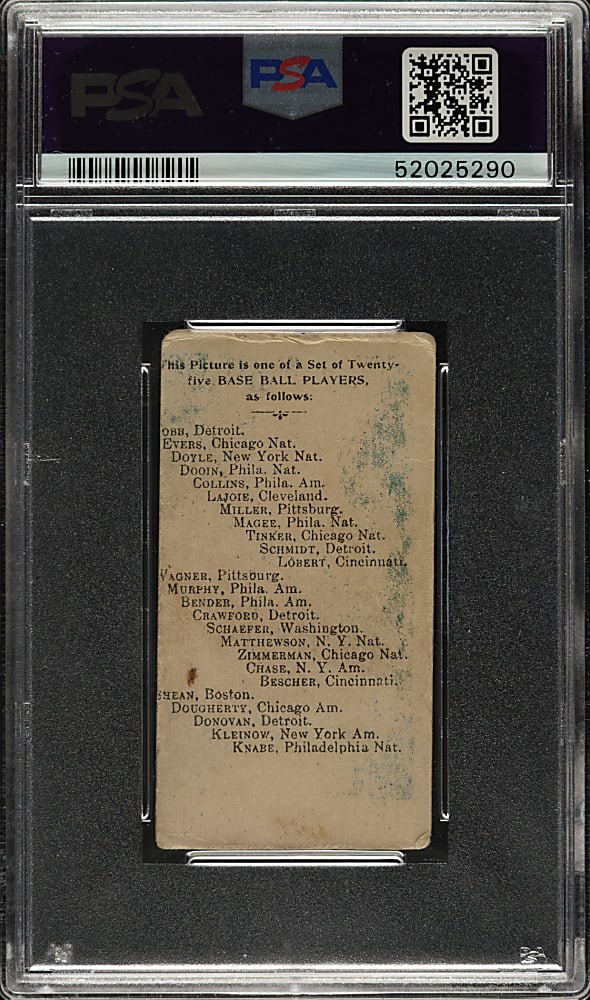 PSA
PSA
52025290
his Picture is one of a Set of Twenty-
five BASE BALL PLAYERS,
as follows:
OBB, Detroit.
EVERS, Chicago Nat.
DOYLE, New York Nat.
DOOIN, Phila. Nat.
COLLINS, Phila. Am.
LAJOIE, Cleveland.
MILLER, Pittsburg.
MAGEE, Phila. Nat.
TINKER, Chicago Nat.
SCHMIDT, Detroit.
LOBERT, Cincinnati.
WAGNER, Pittsburg.
MURPHY, Phila. Am.
BENDER, Phila. Am.
CRAWFORD, Detroit.
SCHAEFER, Washington.
MATTHEWSON, N. Y. Nat.
ZIMMERMAN, Chicago Nat.
CHASE, N. Y. Am.
BESCHER, Cincinnati.
SHEAN, Boston.
DOUGHERTY, Chicago Am.
DONOVAN, Detroit.
KLEINOW, New York Am.
KNABE, Philadelphia Nat.
PSA